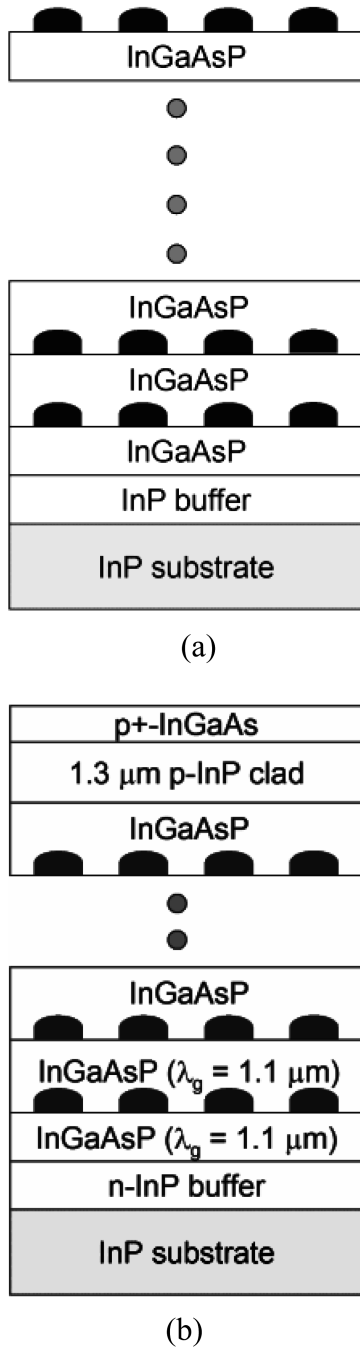 InGaAsP
InGaAsP
InGaAsP
InGaAsP
InP buffer
InP substrate
(a)
p+-InGaAs
1.3 μm p-InP clad
InGaAsP
InGaAsP
InGaAsP (λg = 1.1 μm)
InGaAsP (λg = 1.1 μm)
n-InP buffer
InP substrate
(b)